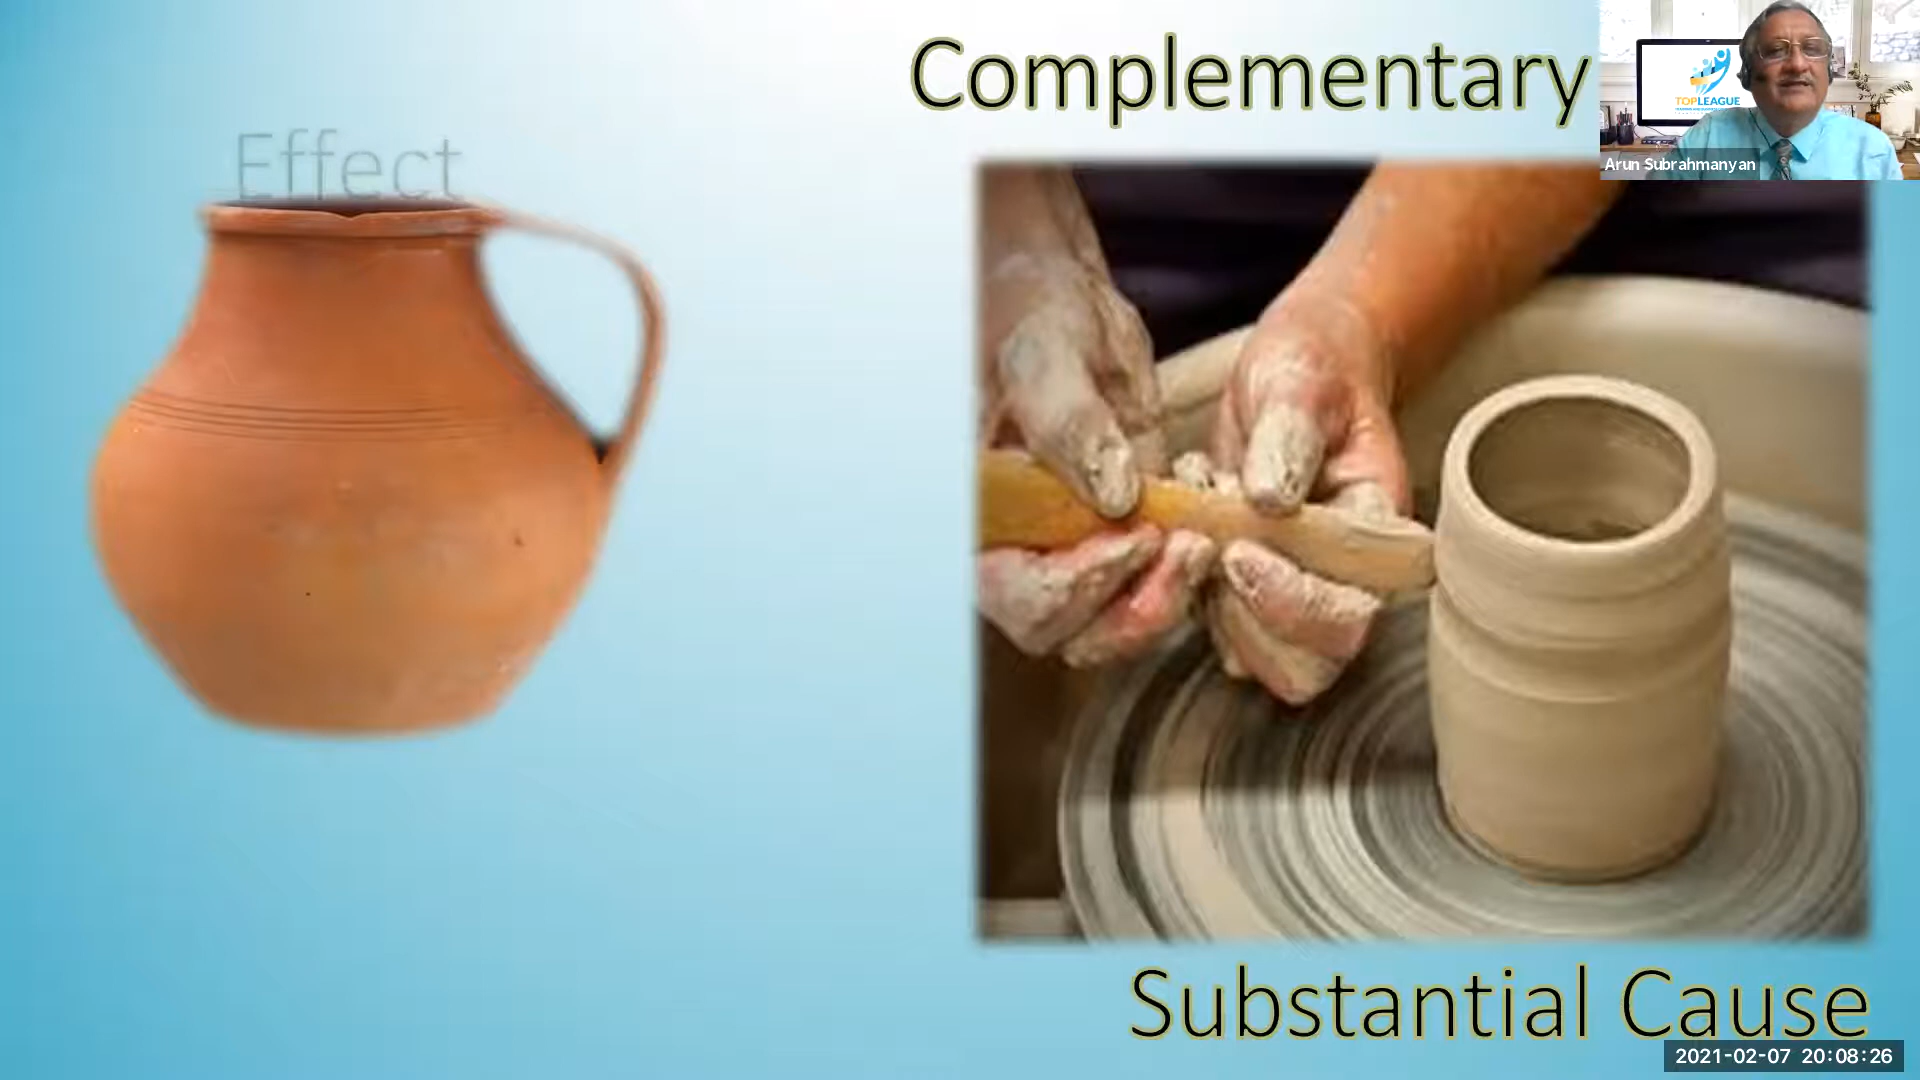 Complementary
TOPLEAGUE
Arun Subrahmanyan
Effect
Substantial Cause
2021-02-07 20:08:26